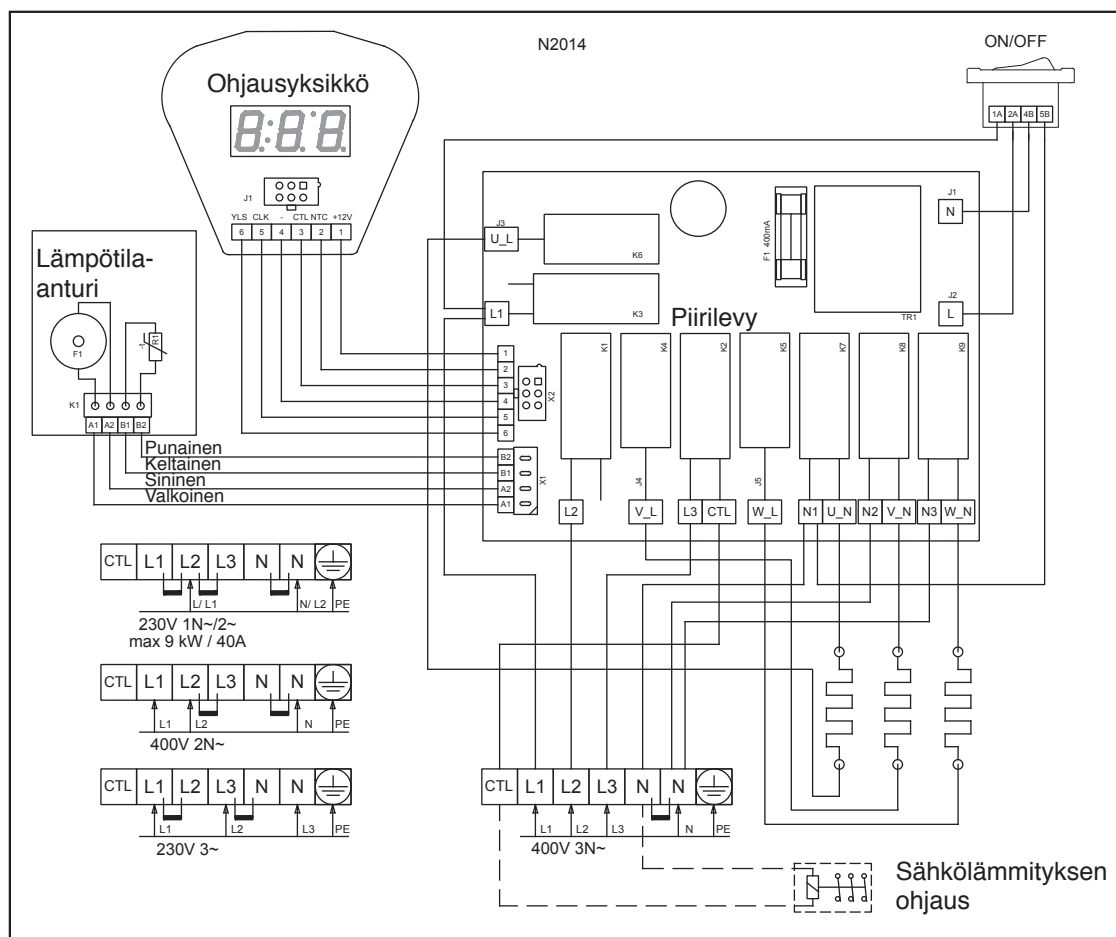 N2014
ON/OFF
Ohjausyksikkö
8:8.8
J1
YLS CLK - CTL NTC +12V
6 5 4 3 2 1
1A 2A 4B 5B
Lämpötila-
anturi
F1
R1
-t
K1
A1 A2 B1 B2
Punainen
Keltainen
Sininen
Valkoinen
J3
U_L
K6
L1
K3
Piirilevy
F1 400mA
TR1
J1
N
J2
L
1
2
3
4
5
6
X2
B2
B1
A2
A1
X1
K1
K4
K2
K5
K7
K8
K9
J4
J5
L2 V_L L3 CTL W_L N1 U_N N2 V_N N3 W_N
CTL L1 L2 L3 N N
L/ L1 N/ L2 PE
230V 1N~/2~
max 9 kW / 40A
CTL L1 L2 L3 N N
L1 L2 N PE
400V 2N~
CTL L1 L2 L3 N N
L1 L2 L3 PE
230V 3~
CTL L1 L2 L3 N N
L1 L2 L3 N PE
400V 3N~
Sähkölämmityksen
ohjaus